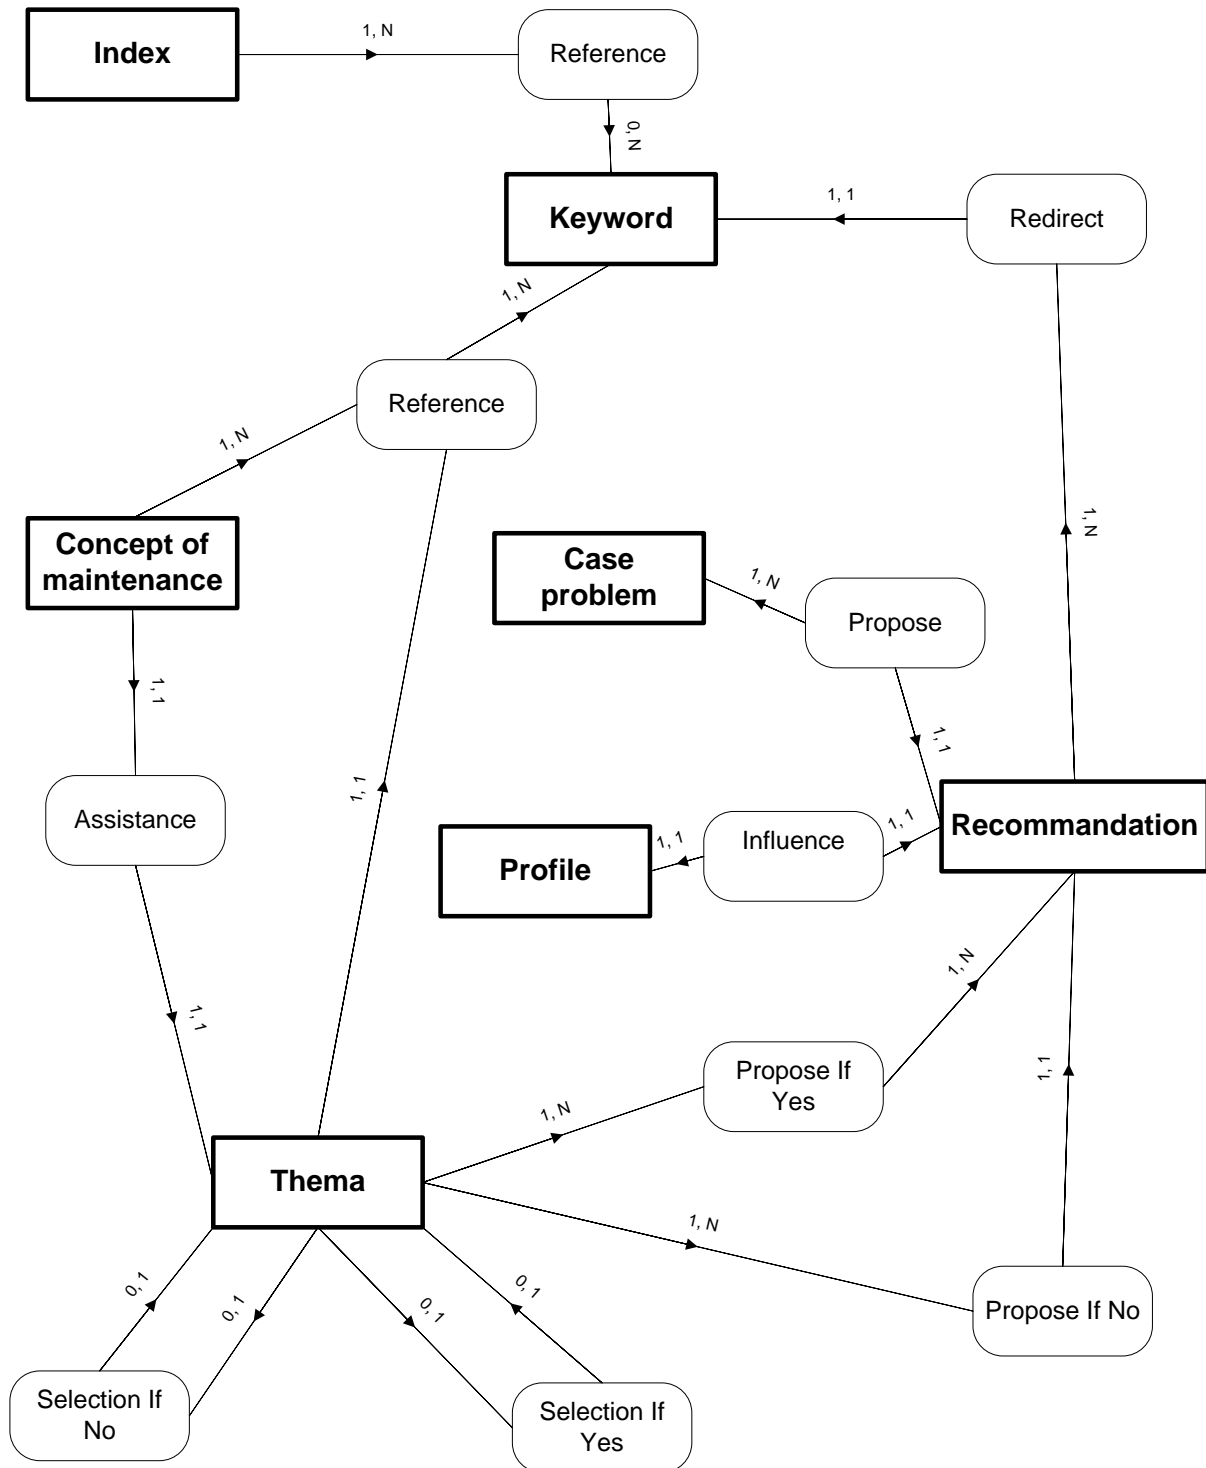 1, N
Index
Reference
0, N
1, 1
Keyword
Redirect
1, N
Reference
1, N
1, N
Concept of
maintenance
Case
problem
1, N
Propose
1, 1
1, 1
1, 1
Assistance
Recommandation
Influence
1, 1
1, 1
Profile
1, N
1, 1
Propose If
Yes
1, 1
1, N
Thema
1, N
0, 1
0, 1
0, 1
0, 1
Propose If No
Selection If
No
Selection If
Yes